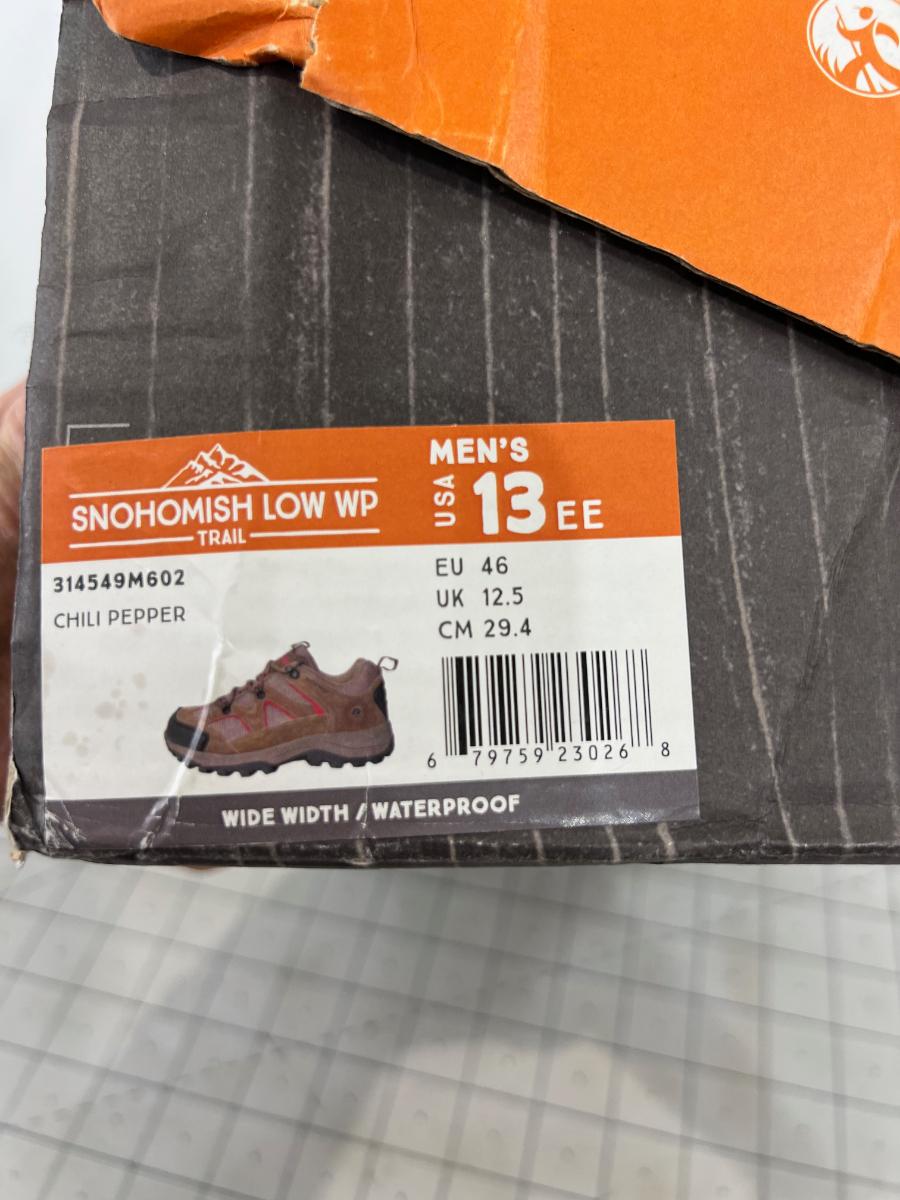 SNOHOMISH LOW WP
TRAIL
MEN'S
USA 13 EE
314549M602
CHILI PEPPER
EU 46
UK 12.5
CM 29.4
6 79759 23026 8
WIDE WIDTH / WATERPROOF